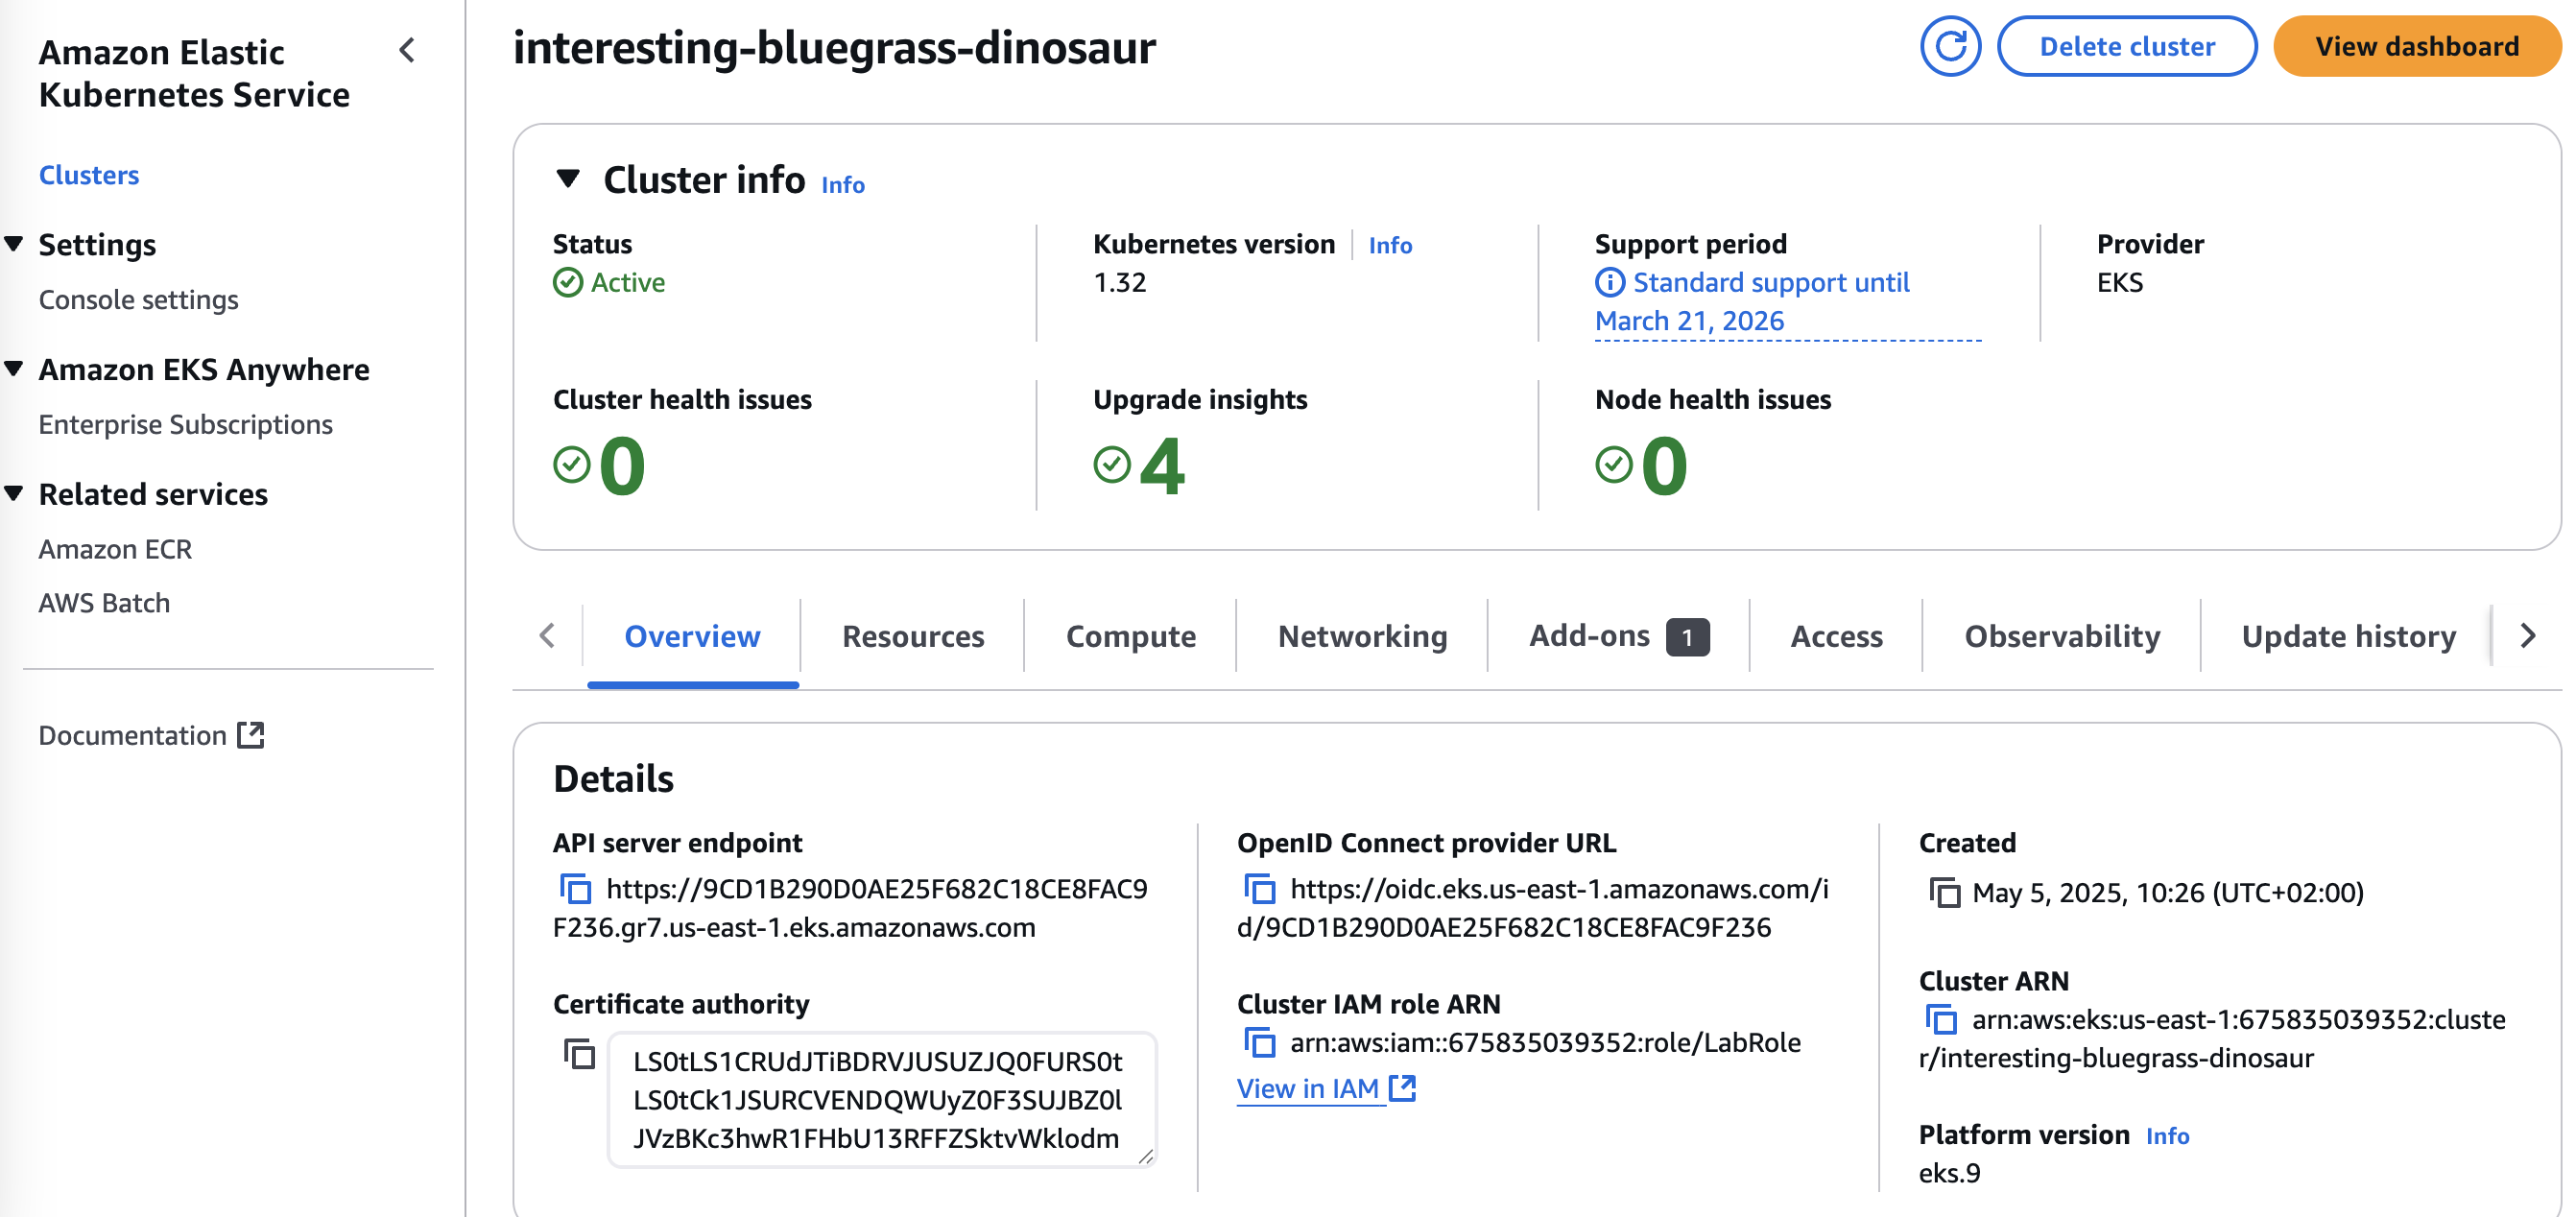 Amazon Elastic
Kubernetes Service
Clusters
Settings
Console settings
Amazon EKS Anywhere
Enterprise Subscriptions
Related services
Amazon ECR
AWS Batch
Documentation
interesting-bluegrass-dinosaur
Delete cluster
View dashboard
Cluster info Info
Status
Active
Kubernetes version Info
1.32
Support period
Standard support until
March 21, 2026
Provider
EKS
Cluster health issues
0
Upgrade insights
4
Node health issues
0
Overview
Resources
Compute
Networking
Add-ons 1
Access
Observability
Update history
Details
API server endpoint
https://9CD1B290D0AE25F682C18CE8FAC9
F236.gr7.us-east-1.eks.amazonaws.com
Certificate authority
LS0tLS1CRUdJTiBDRVJUSUZJQ0FURS0t
LS0tCk1JSURCVENDQWUyZ0F3SUJBZ0l
JVzBKc3hwR1FHbU13RFFZSktvWklodm
OpenID Connect provider URL
https://oidc.eks.us-east-1.amazonaws.com/i
d/9CD1B290D0AE25F682C18CE8FAC9F236
Cluster IAM role ARN
arn:aws:iam::675835039352:role/LabRole
View in IAM
Created
May 5, 2025, 10:26 (UTC+02:00)
Cluster ARN
arn:aws:eks:us-east-1:675835039352:cluste
r/interesting-bluegrass-dinosaur
Platform version Info
eks.9